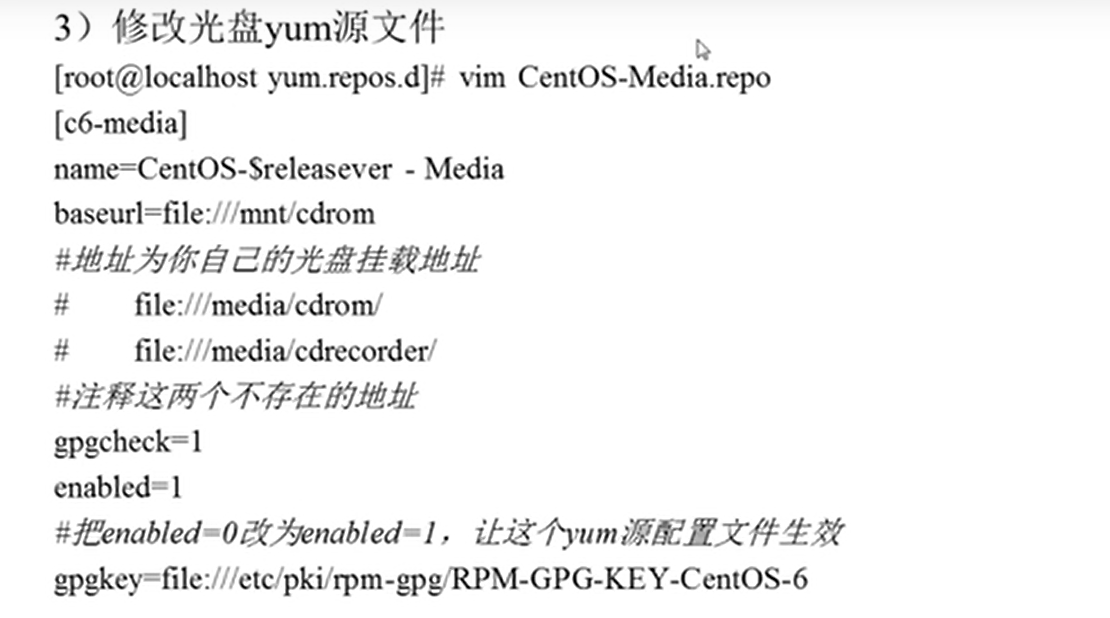 3）修改光盘yum源文件
[root@localhost yum.repos.d]# vim CentOS-Media.repo
[c6-media]
name=CentOS-$releasever - Media
baseurl=file:///mnt/cdrom
#地址为你自己的光盘挂载地址
#        file:///media/cdrom/
#        file:///media/cdrecorder/
#注释这两个不存在的地址
gpgcheck=1
enabled=1
#把enabled=0改为enabled=1，让这个yum源配置文件生效
gpgkey=file:///etc/pki/rpm-gpg/RPM-GPG-KEY-CentOS-6